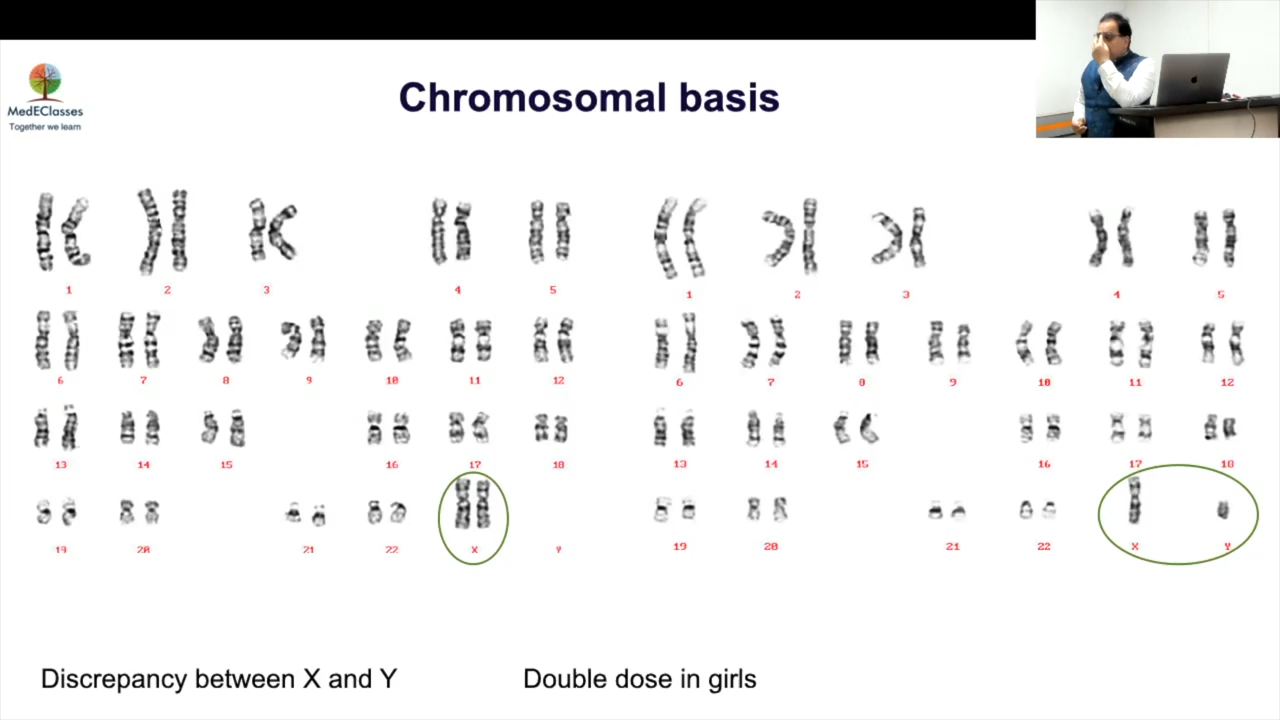 MedEClasses
Together we learn
Chromosomal basis
1 2 3 4 5
6 7 8 9 10 11 12
13 14 15 16 17 18
19 20 21 22 X Y
1 2 3 4 5
6 7 8 9 10 11 12
13 14 15 16 17 18
19 20 21 22 X Y
Discrepancy between X and Y
Double dose in girls